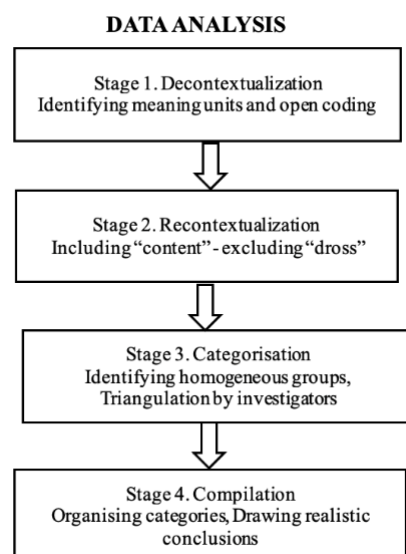 DATA ANALYSIS
Stage 1. Decontextualization
Identifying meaning units and open coding
Stage 2. Recontextualization
Including “content” - excluding “dross”
Stage 3. Categorisation
Identifying homogeneous groups,
Triangulation by investigators
Stage 4. Compilation
Organising categories, Drawing realistic
conclusions